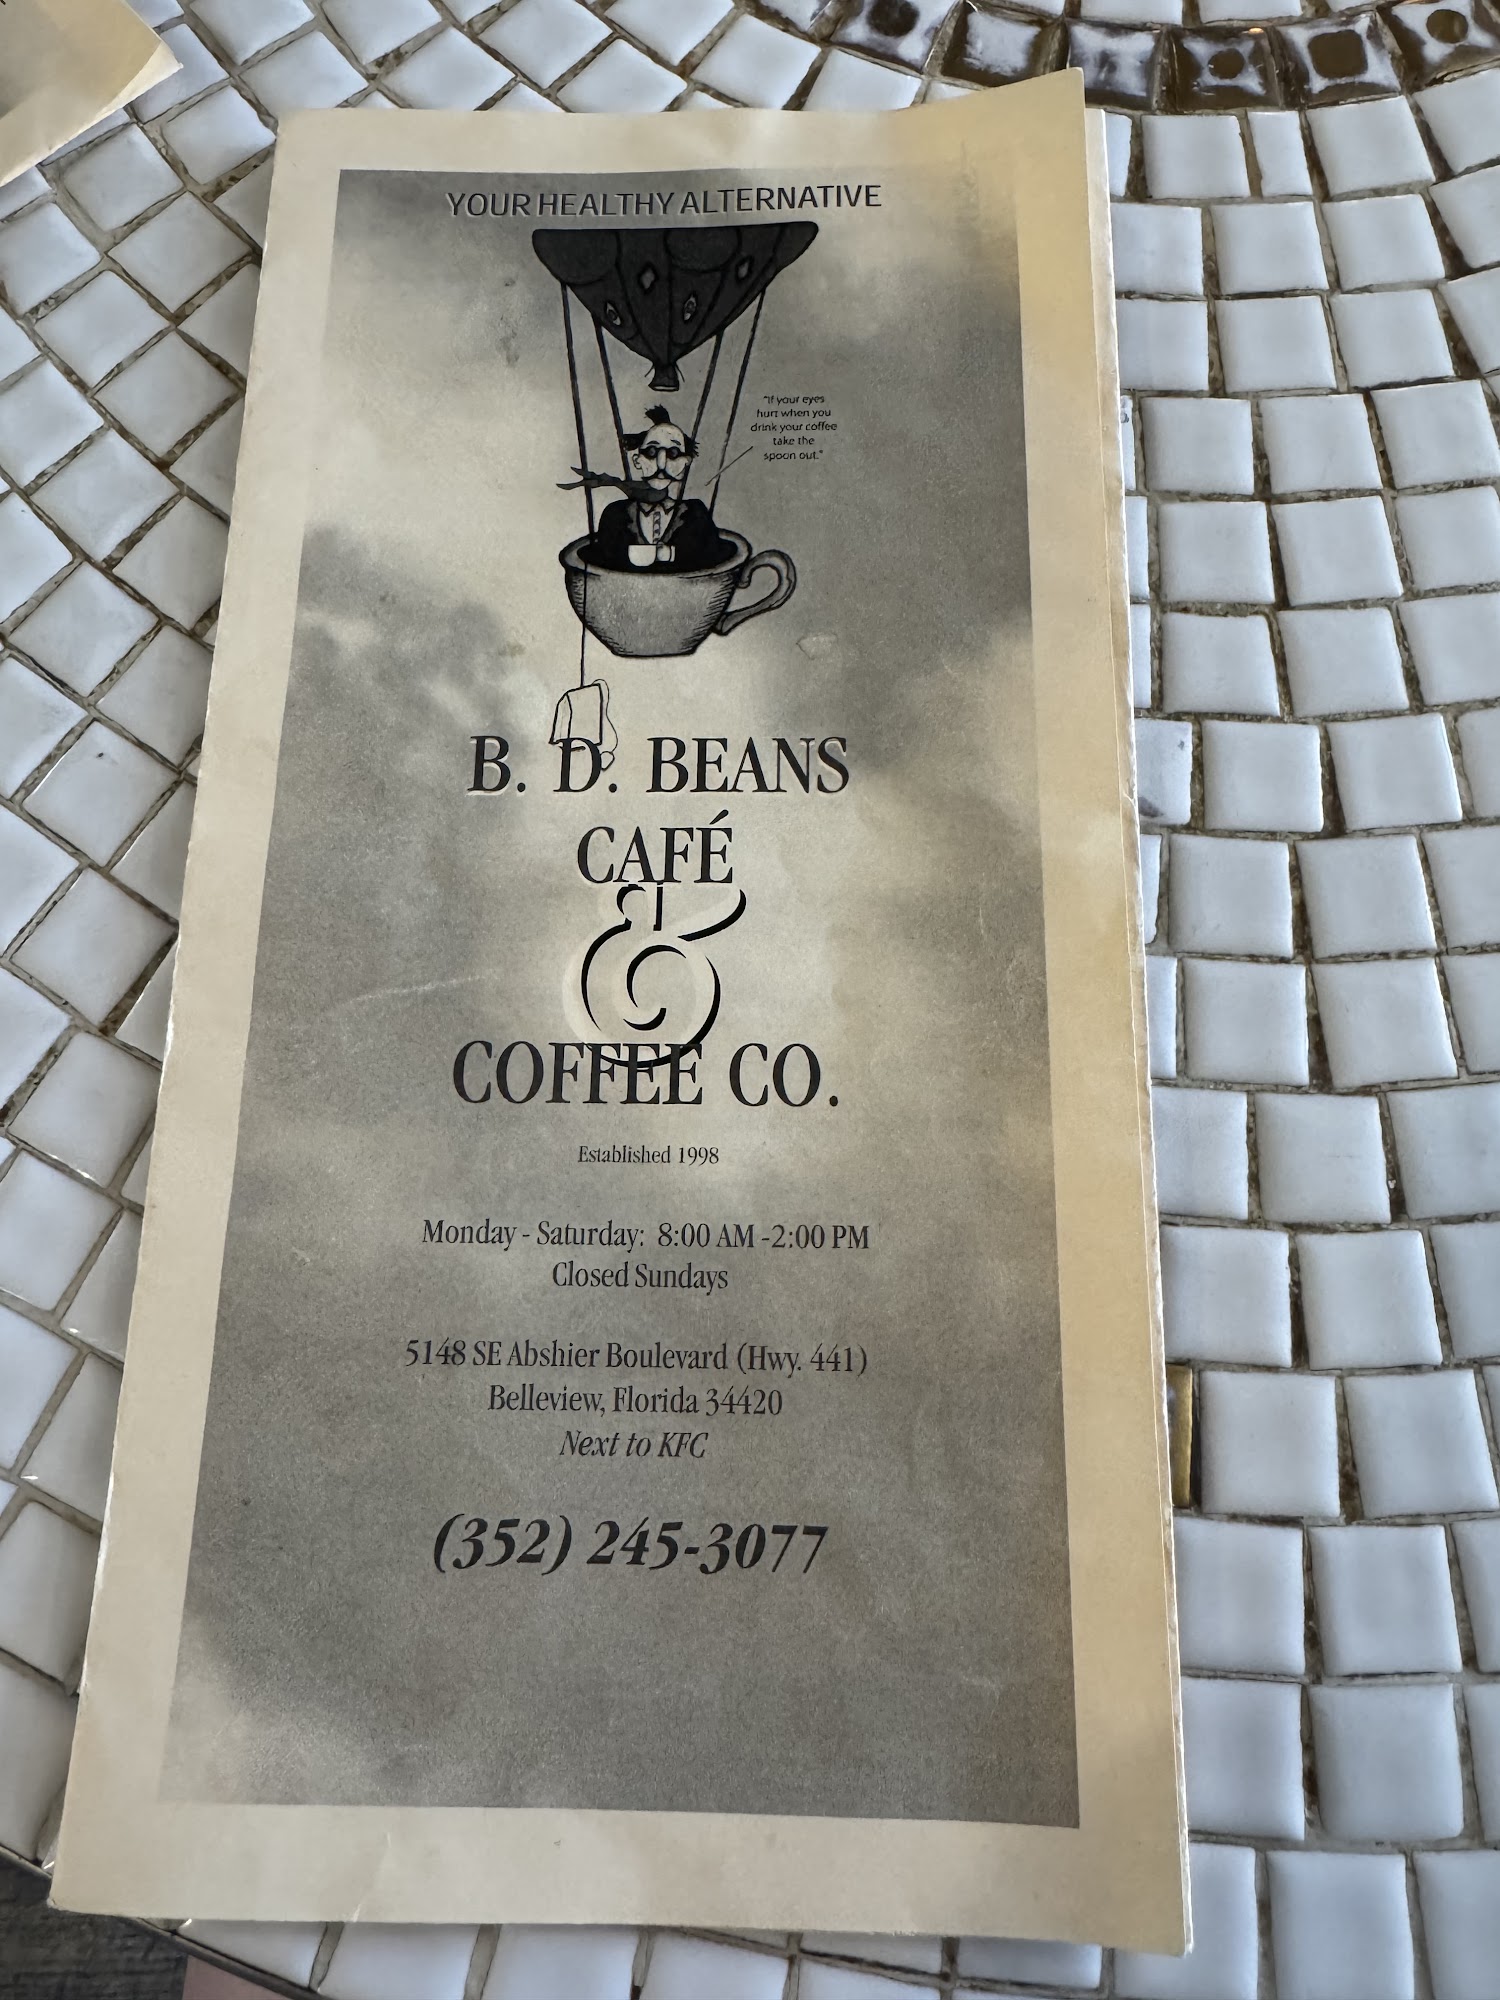 YOUR HEALTHY ALTERNATIVE
"If your eyes
hurt when you
drink your coffee
take the
spoon out."
B. D. BEANS
CAFÉ
&
COFFEE CO.
Established 1998
Monday - Saturday: 8:00 AM -2:00 PM
Closed Sundays
5148 SE Abshier Boulevard (Hwy. 441)
Belleview, Florida 34420
Next to KFC
(352) 245-3077